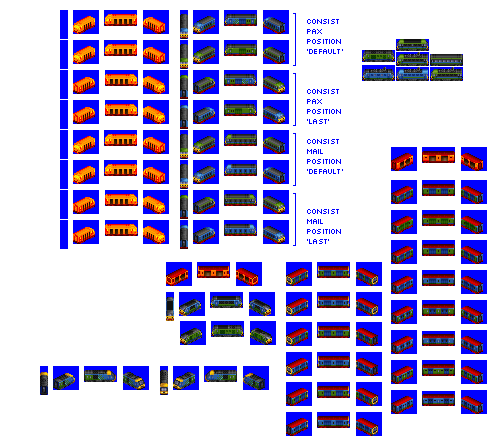 CONSIST
PAX
POSITION
'DEFAULT'
CONSIST
PAX
POSITION
'LAST'
CONSIST
MAIL
POSITION
'DEFAULT'
CONSIST
MAIL
POSITION
'LAST'